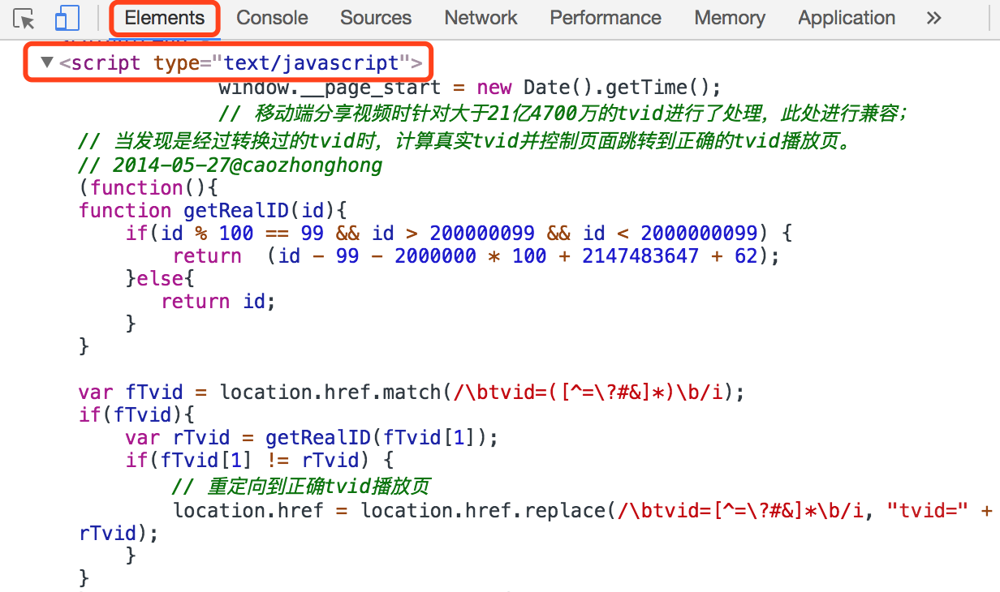 Elements Console Sources Network Performance Memory Application »
▼<script type="text/javascript">
window.__page_start = new Date().getTime();
// 移动端分享视频时针对大于21亿4700万的tvid进行了处理，此处进行兼容；
// 当发现是经过转换过的tvid时，计算真实tvid并控制页面跳转到正确的tvid播放页。
// 2014-05-27@caozhonghong
(function(){
function getRealID(id){
if(id % 100 == 99 && id > 200000099 && id < 2000000099) {
return  (id - 99 - 2000000 * 100 + 2147483647 + 62);
}else{
return id;
}
}
var fTvid = location.href.match(/\btvid=([^=\?#&]*)\b/i);
if(fTvid){
var rTvid = getRealID(fTvid[1]);
if(fTvid[1] != rTvid) {
// 重定向到正确tvid播放页
location.href = location.href.replace(/\btvid=[^=\?#&]*\b/i, "tvid=" +
rTvid);
}
}